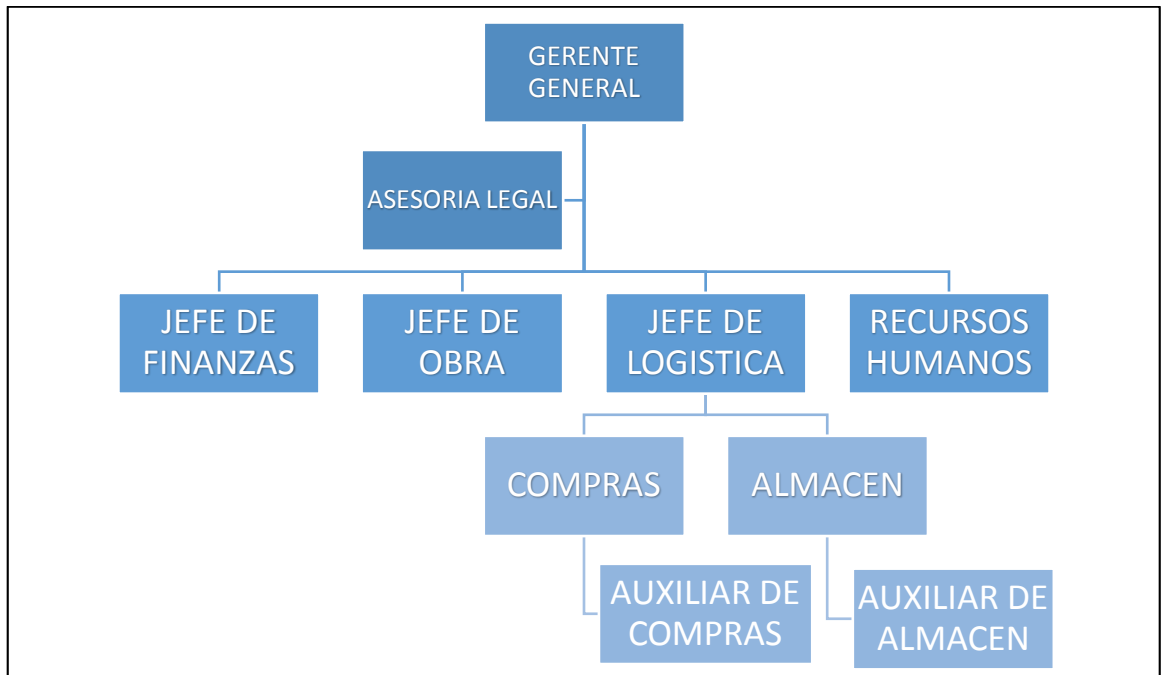 GERENTE
GENERAL
ASESORIA LEGAL
JEFE DE
FINANZAS
JEFE DE
OBRA
JEFE DE
LOGISTICA
RECURSOS
HUMANOS
COMPRAS
ALMACEN
AUXILIAR DE
COMPRAS
AUXILIAR DE
ALMACEN